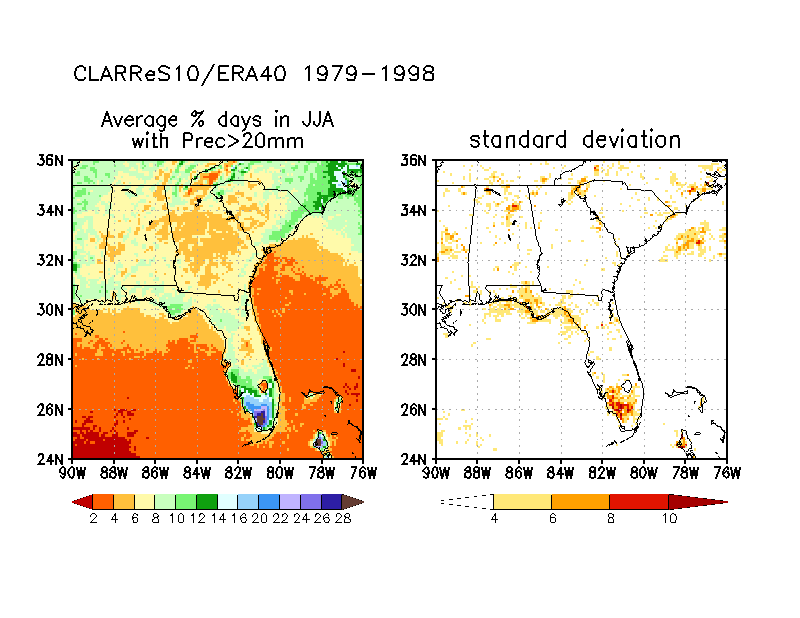 CLARReS10/ERA40 1979-1998
Average % days in JJA
with Prec>20mm
standard deviation
36N
34N
32N
30N
28N
26N
24N
90W 88W 86W 84W 82W 80W 78W 76W
2 4 6 8 10 12 14 16 20 22 24 26 28
36N
34N
32N
30N
28N
26N
24N
90W 88W 86W 84W 82W 80W 78W 76W
4 6 8 10